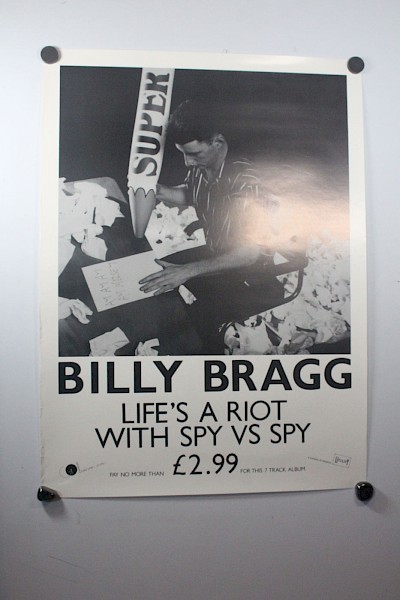 SUPER
BILLY BRAGG
LIFE'S A RIOT
WITH SPY VS SPY
PAY NO MORE THAN £2.99 FOR THIS 7 TRACK ALBUM